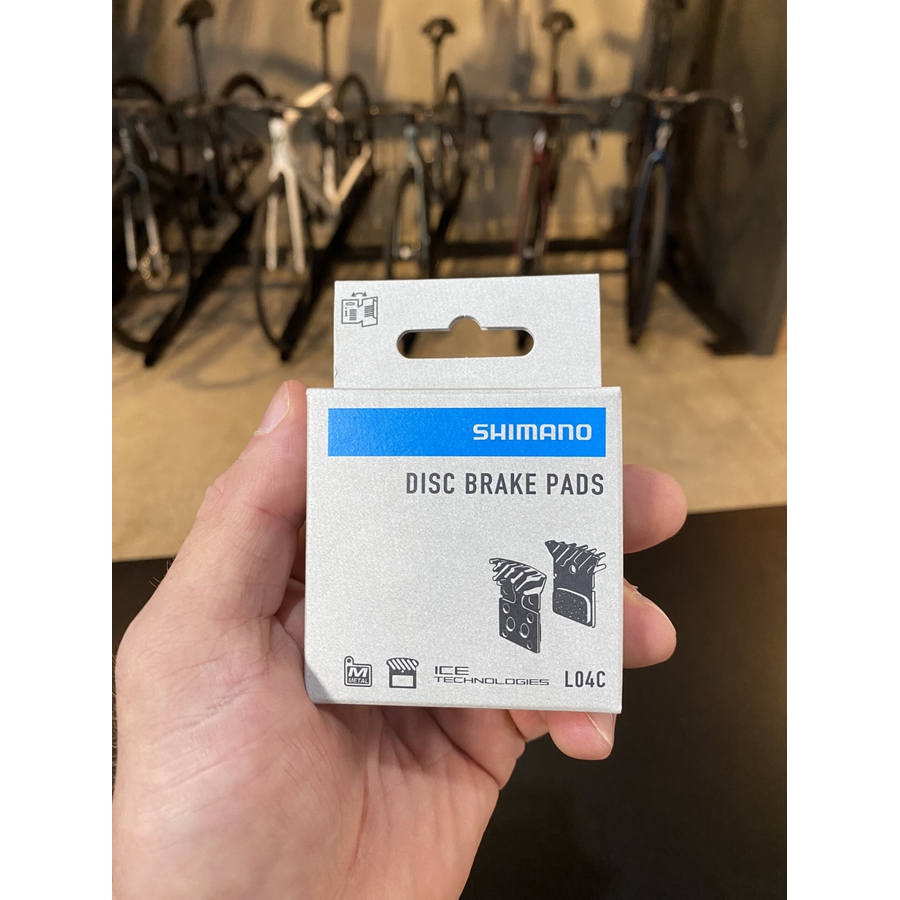 SHIMANO
DISC BRAKE PADS
M
METAL
ICE
TECHNOLOGIES
L04C